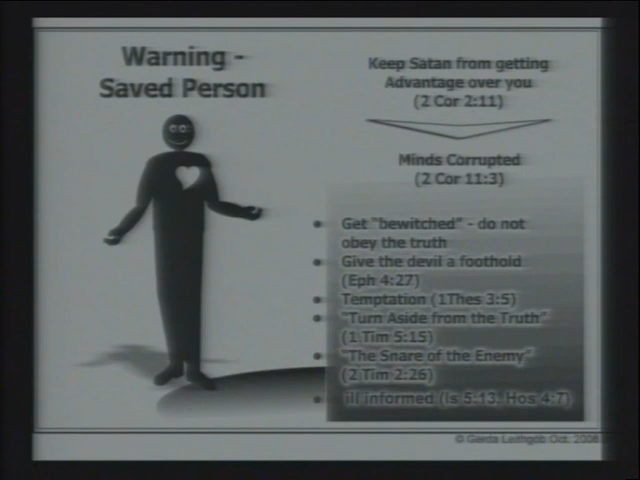 Warning -
Saved Person
Keep Satan from getting
Advantage over you
(2 Cor 2:11)
Minds Corrupted
(2 Cor 11:3)
• Get "bewitched" - do not
obey the truth
• Give the devil a foothold
(Eph 4:27)
• Temptation (1Thes 3:5)
• "Turn Aside from the Truth"
(1 Tim 5:15)
• "The Snare of the Enemy"
(2 Tim 2:26)
• ill informed (Is 5:13, Hos 4:7)
© Gerda Leithgöb Oct. 2008